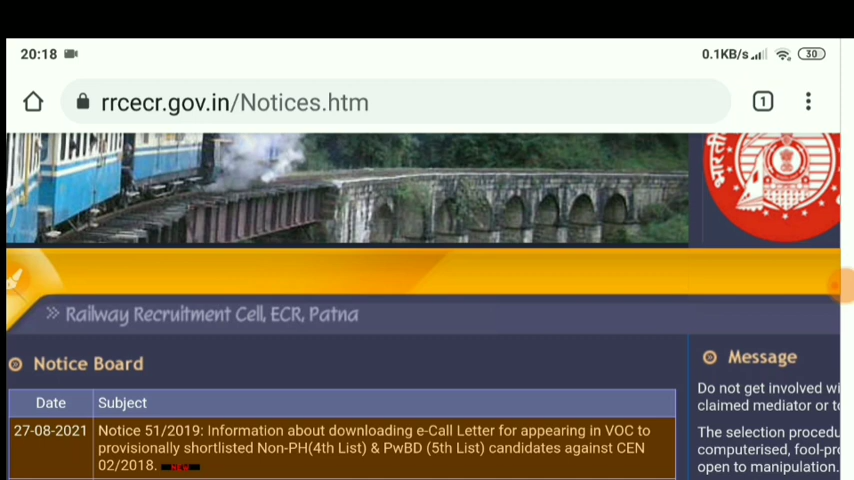 20:18 0.1KB/s 30
rrcecr.gov.in/Notices.htm 1
Railway Recruitment Cell, ECR, Patna
Notice Board
Date Subject
27-08-2021 Notice 51/2019: Information about downloading e-Call Letter for appearing in VOC to
provisionally shortlisted Non-PH(4th List) & PwBD (5th List) candidates against CEN
02/2018. NEW
Message
Do not get involved wi
claimed mediator or to
The selection procedu
computerised, fool-pro
open to manipulation.